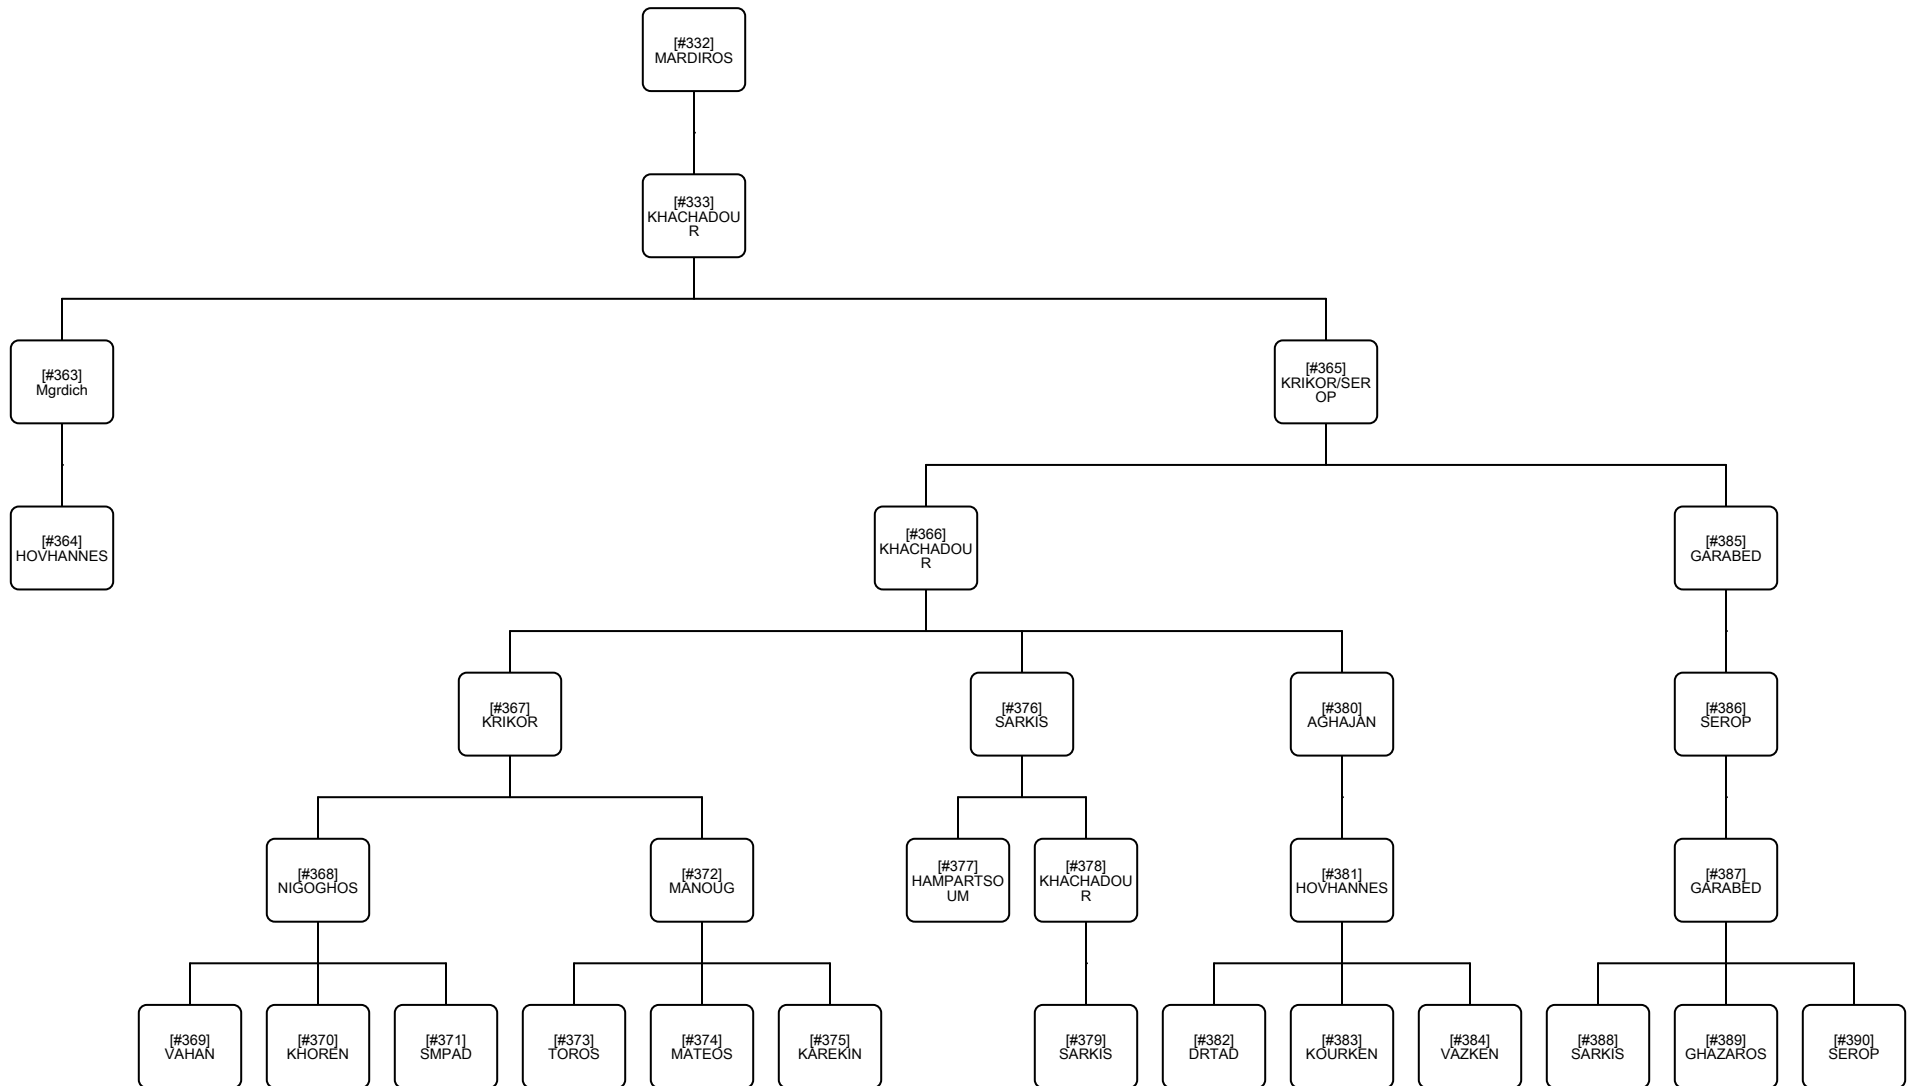 [#332]
MARDIROS
[#333]
KHACHADOU
R
[#363]
Mgrdich
[#365]
KRIKOR/SER
OP
[#364]
HOVHANNES
[#366]
KHACHADOU
R
[#385]
GARABED
[#367]
KRIKOR
[#376]
SARKIS
[#380]
AGHAJAN
[#386]
SEROP
[#368]
NIGOGHOS
[#372]
MANOUG
[#377]
HAMPARTSO
UM
[#378]
KHACHADOU
R
[#381]
HOVHANNES
[#387]
GARABED
[#369]
VAHAN
[#370]
KHOREN
[#371]
SMPAD
[#373]
TOROS
[#374]
MATEOS
[#375]
KAREKIN
[#379]
SARKIS
[#382]
DRTAD
[#383]
KOURKEN
[#384]
VAZKEN
[#388]
SARKIS
[#389]
GHAZAROS
[#390]
SEROP